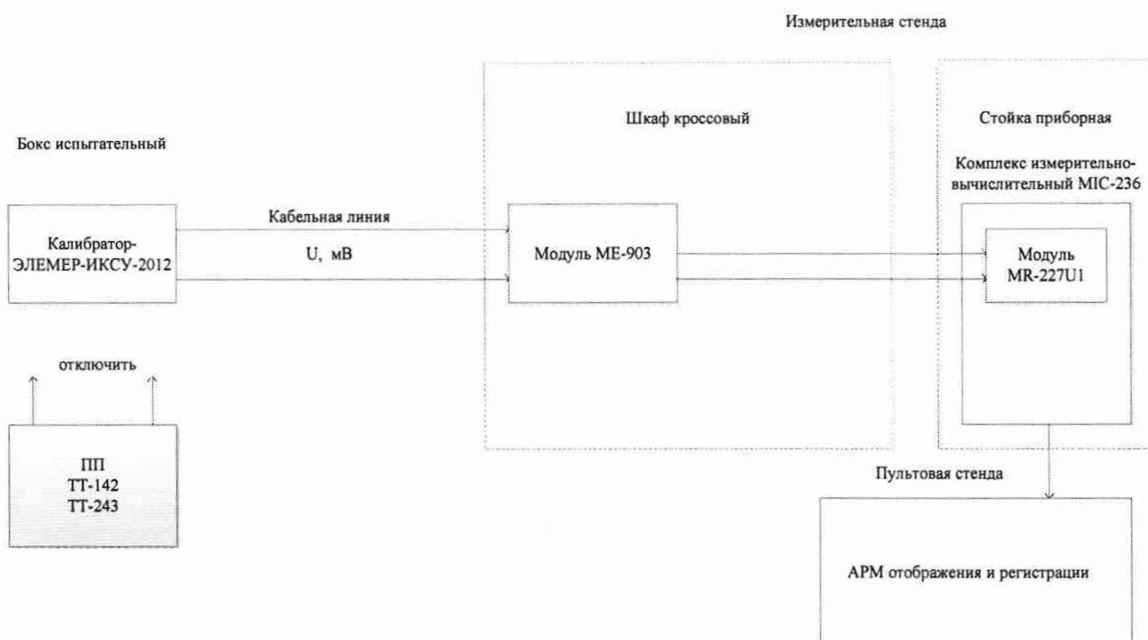 Измерительная стенда
Шкаф кроссовый
Стойка приборная
Бокс испытательный
Комплекс измерительно-
вычислительный MIC-236
Калибратор-
ЭЛЕМЕР-ИКСУ-2012
Кабельная линия
U, мВ
Модуль МЕ-903
Модуль
MR-227U1
отключить
ПП
ТТ-142
ТТ-243
Пультовая стенда
АРМ отображения и регистрации